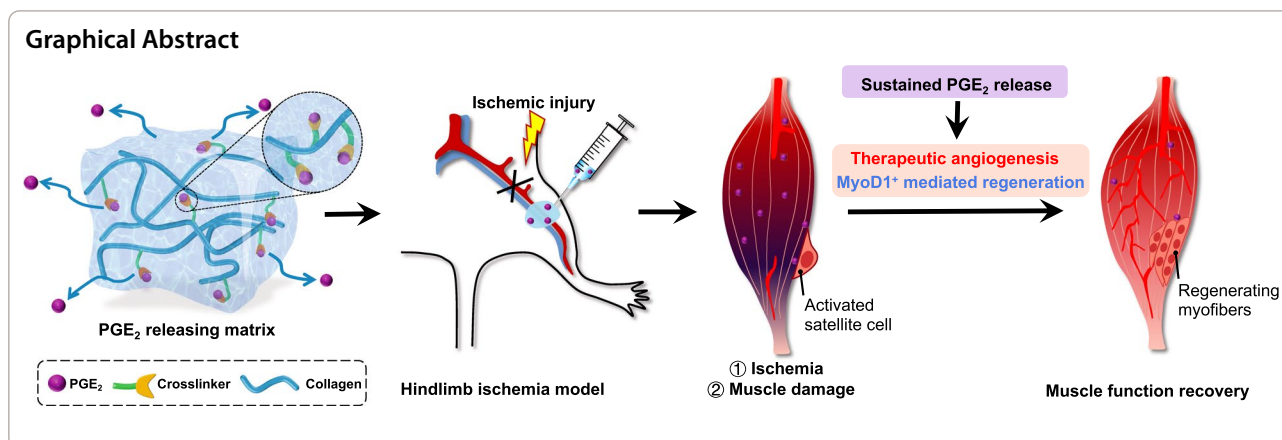 Graphical Abstract
PGE₂ releasing matrix
PGE₂
Crosslinker
Collagen
Ischemic injury
Hindlimb ischemia model
Activated
satellite cell
① Ischemia
② Muscle damage
Sustained PGE₂ release
Therapeutic angiogenesis
MyoD1⁺ mediated regeneration
Regenerating
myofibers
Muscle function recovery